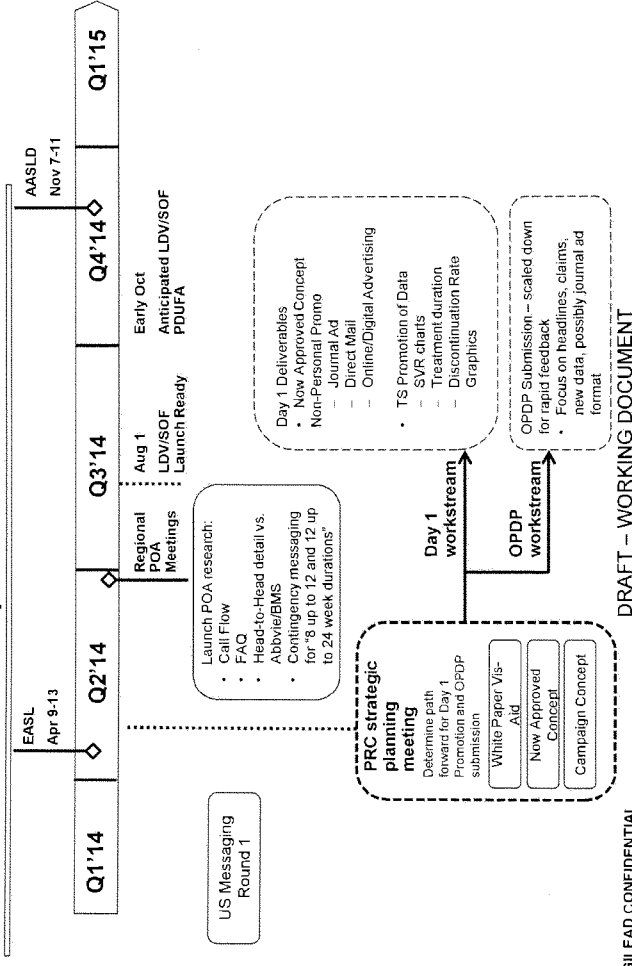 EASL
Apr 9-13
AASLD
Nov 7-11
Q1'14
Q2'14
Q3'14
Q4'14
Q1'15
Regional
POA
Meetings
Aug 1
LDV/SOF
Launch Ready
Early Oct
Anticipated LDV/SOF
PDUFA
US Messaging
Round 1
Launch POA research:
• Call Flow
• FAQ
• Head-to-Head detail vs.
Abbvie/BMS
• Contingency messaging
for "8 up to 12 and 12 up
to 24 week durations"
PRC strategic
planning
meeting
Determine path
forward for Day 1
Promotion and OPDP
submission
White Paper Vis-
Aid
Now Approved
Concept
Campaign Concept
Day 1
workstream
OPDP
workstream
Day 1 Deliverables
• Now Approved Concept
Non-Personal Promo
– Journal Ad
– Direct Mail
– Online/Digital Advertising
• TS Promotion of Data
– SVR charts
– Treatment duration
– Discontinuation Rate
Graphics
OPDP Submission – scaled down
for rapid feedback
• Focus on headlines, claims,
new data, possibly journal ad
format
GILEAD CONFIDENTIAL
DRAFT – WORKING DOCUMENT